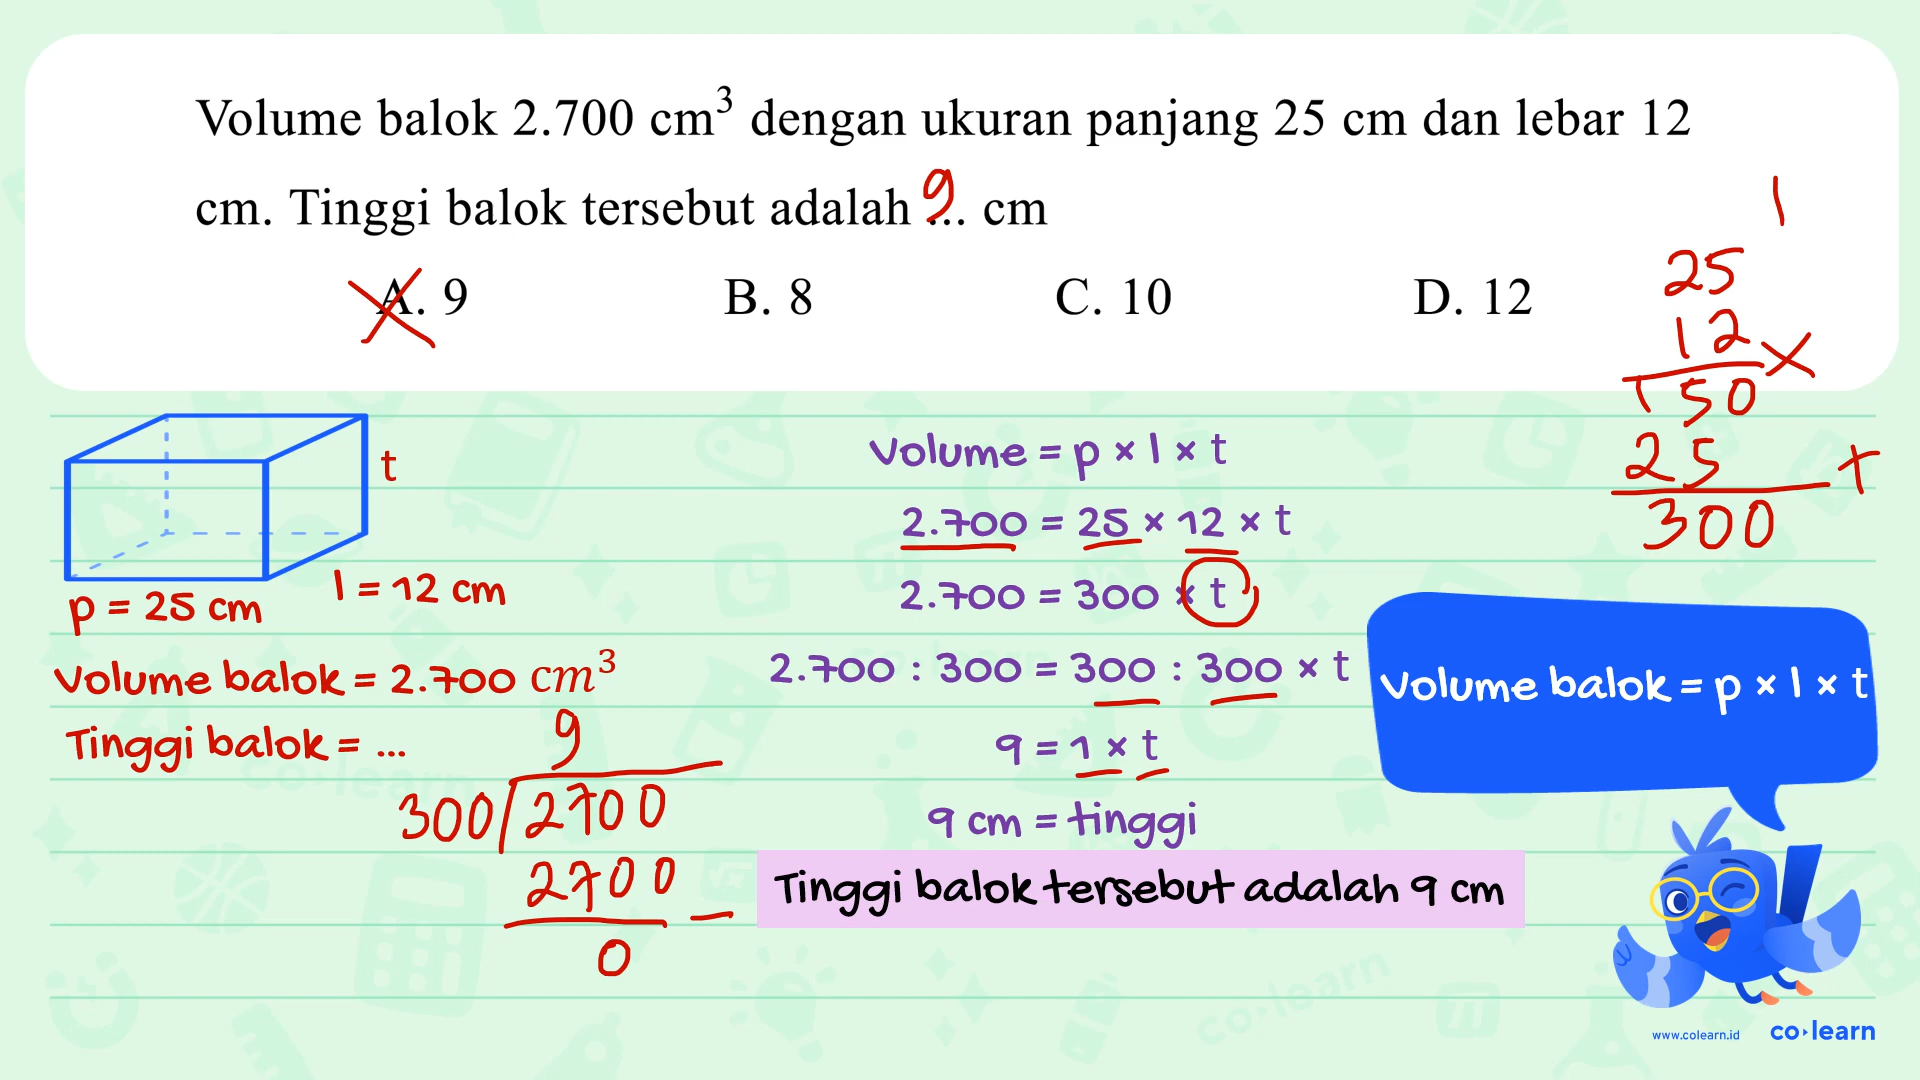 Volume balok 2.700 cm³ dengan ukuran panjang 25 cm dan lebar 12
cm. Tinggi balok tersebut adalah 9 ... cm
A. 9 B. 8 C. 10 D. 12
1
25
12 ×
150
25 +
300
t
p = 25 cm
l = 12 cm
Volume balok = 2.700 cm³
Tinggi balok = ...
9
300 2700
2700 −
0
Volume = p × l × t
2.700 = 25 × 12 × t
2.700 = 300 × t
2.700 : 300 = 300 : 300 × t
9 = 1 × t
9 cm = tinggi
Tinggi balok tersebut adalah 9 cm
Volume balok = p × l × t
www.colearn.id
co▸learn